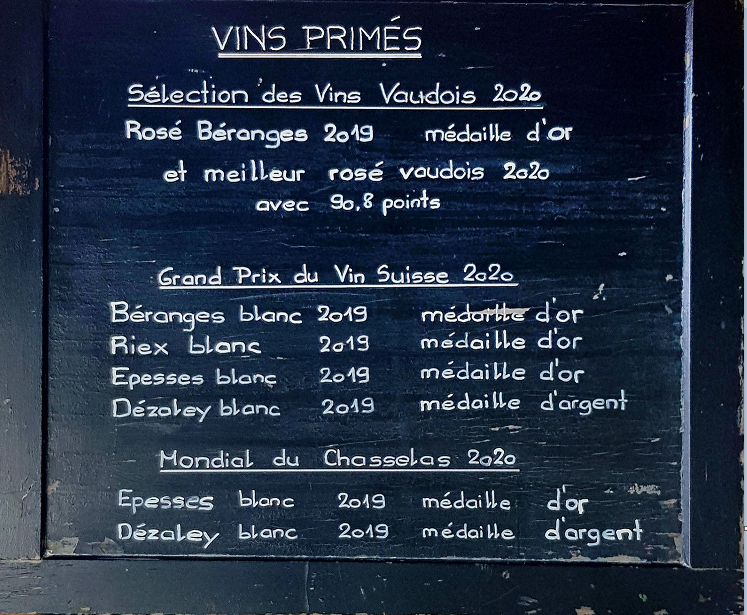 VINS PRIMÉS
Sélection des Vins Vaudois 2020
Rosé Béranges 2019 médaille d'or
et meilleur rosé vaudois 2020
avec 90,8 points
Grand Prix du Vin Suisse 2020
Béranges blanc 2019 médaille d'or
Riex blanc 2019 médaille d'or
Epesses blanc 2019 médaille d'or
Dézaley blanc 2019 médaille d'argent
Mondial du Chasselas 2020
Epesses blanc 2019 médaille d'or
Dézaley blanc 2019 médaille d'argent